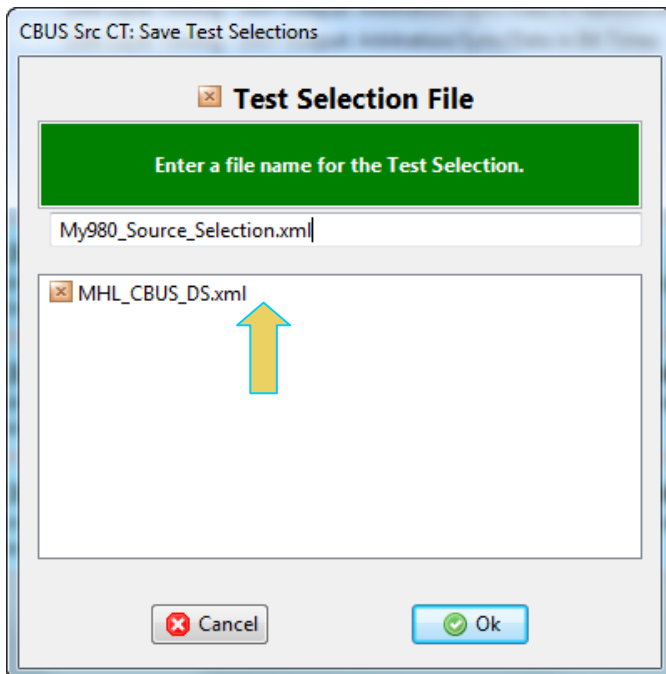 CBUS Src CT: Save Test Selections
Test Selection File
Enter a file name for the Test Selection.
My980_Source_Selection.xml
MHL_CBUS_DS.xml
Cancel
Ok